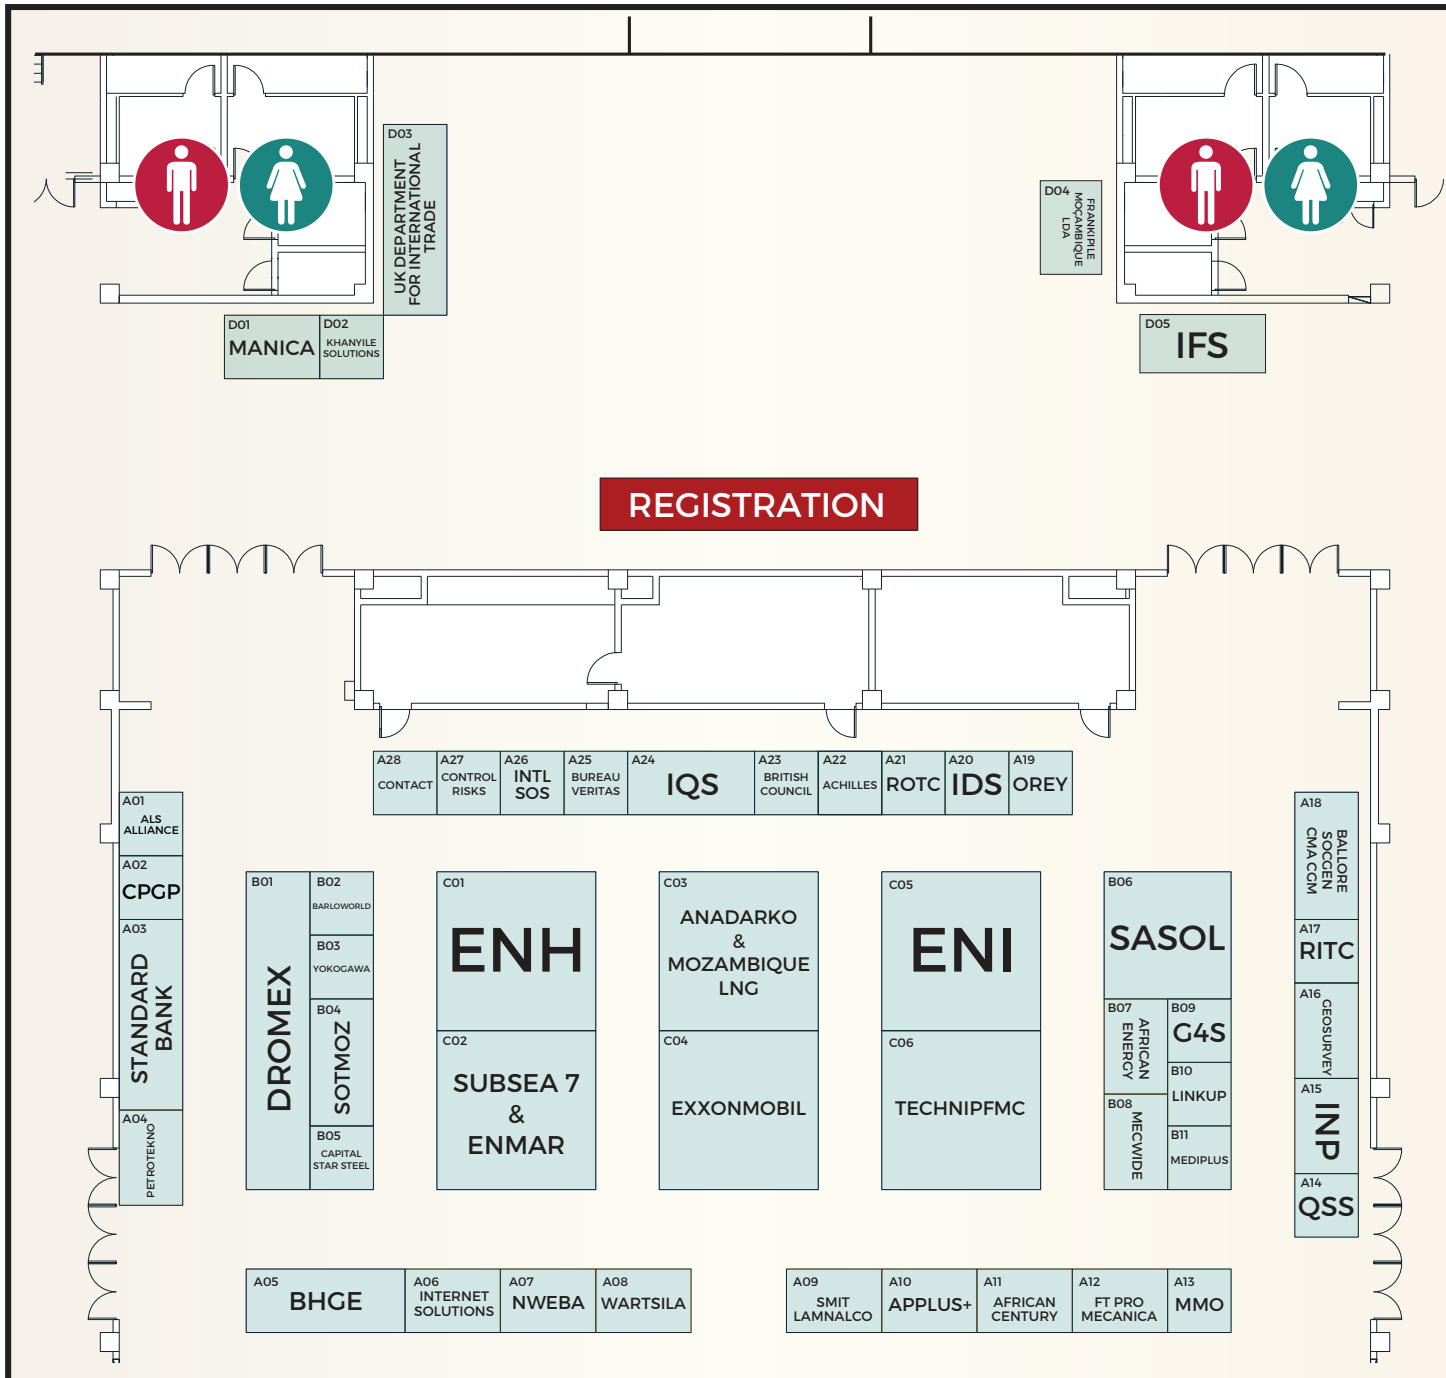 D03
UK DEPARTMENT
FOR INTERNATIONAL
TRADE
D04
FRANKIPILE
MOÇAMBIQUE
LDA
D01
MANICA
D02
KHANYILE
SOLUTIONS
D05
IFS
REGISTRATION
A28
CONTACT
A27
CONTROL
RISKS
A26
INTL
SOS
A25
BUREAU
VERITAS
A24
IQS
A23
BRITISH
COUNCIL
A22
ACHILLES
A21
ROTC
A20
IDS
A19
OREY
A01
ALS
ALLIANCE
A02
CPGP
A03
STANDARD
BANK
A04
PETROTEKNO
B01
DROMEX
B02
BARLOWORLD
B03
YOKOGAWA
B04
SOTMOZ
B05
CAPITAL
STAR STEEL
C01
ENH
C02
SUBSEA 7
&
ENMAR
C03
ANADARKO
&
MOZAMBIQUE
LNG
C04
EXXONMOBIL
C05
ENI
C06
TECHNIPFMC
B06
SASOL
B07
AFRICAN
ENERGY
B08
MECWIDE
B09
G4S
B10
LINKUP
B11
MEDIPLUS
A18
BALLORE
SOCGEN
CMA CGM
A17
RITC
A16
GEOSURVEY
A15
INP
A14
QSS
A05
BHGE
A06
INTERNET
SOLUTIONS
A07
NWEBA
A08
WARTSILA
A09
SMIT
LAMNALCO
A10
APPLUS+
A11
AFRICAN
CENTURY
A12
FT PRO
MECANICA
A13
MMO